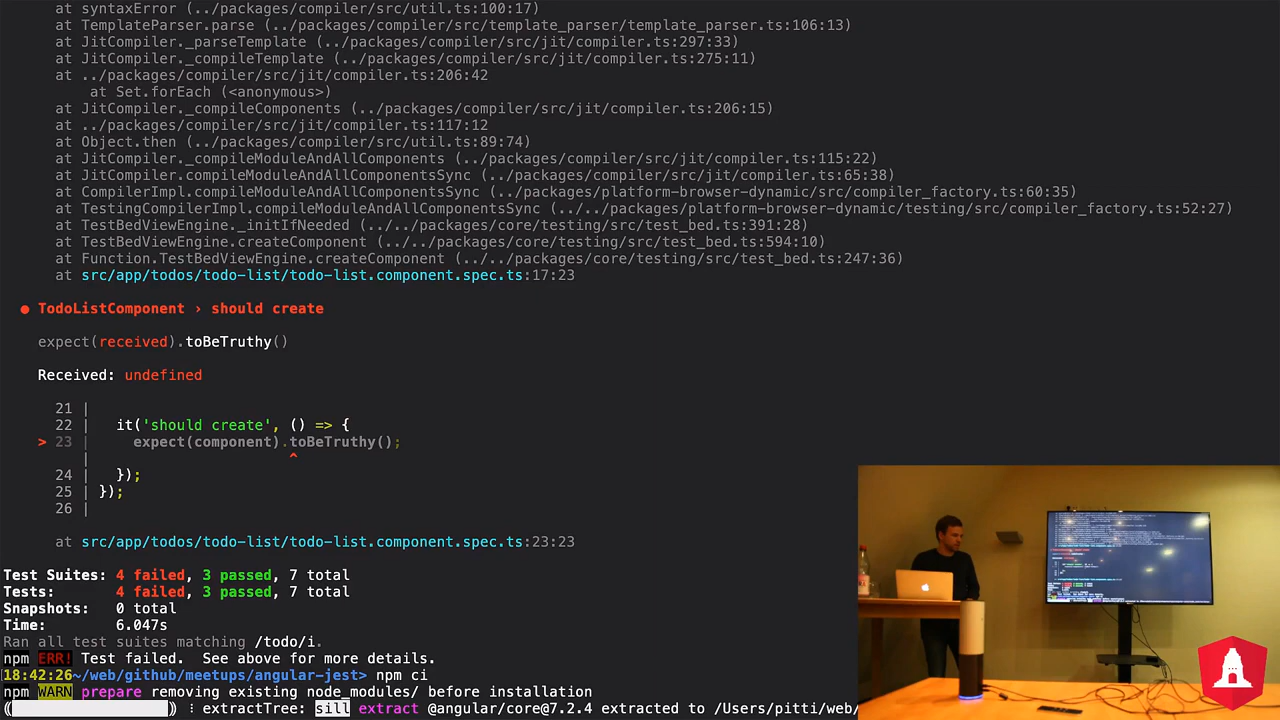 at syntaxError (../packages/compiler/src/util.ts:100:17)
at TemplateParser.parse (../packages/compiler/src/template_parser/template_parser.ts:106:13)
at JitCompiler._parseTemplate (../packages/compiler/src/jit/compiler.ts:297:33)
at JitCompiler._compileTemplate (../packages/compiler/src/jit/compiler.ts:275:11)
at ../packages/compiler/src/jit/compiler.ts:206:42
at Set.forEach (<anonymous>)
at JitCompiler._compileComponents (../packages/compiler/src/jit/compiler.ts:206:15)
at ../packages/compiler/src/jit/compiler.ts:117:12
at Object.then (../packages/compiler/src/util.ts:89:74)
at JitCompiler._compileModuleAndAllComponents (../packages/compiler/src/jit/compiler.ts:115:22)
at JitCompiler.compileModuleAndAllComponentsSync (../packages/compiler/src/jit/compiler.ts:65:38)
at CompilerImpl.compileModuleAndAllComponentsSync (../packages/platform-browser-dynamic/src/compiler_factory.ts:60:35)
at TestingCompilerImpl.compileModuleAndAllComponentsSync (../../packages/platform-browser-dynamic/testing/src/compiler_factory.ts:52:27)
at TestBedViewEngine._initIfNeeded (../../packages/core/testing/src/test_bed.ts:391:28)
at TestBedViewEngine.createComponent (../../packages/core/testing/src/test_bed.ts:594:10)
at Function.TestBedViewEngine.createComponent (../../packages/core/testing/src/test_bed.ts:247:36)
at src/app/todos/todo-list/todo-list.component.spec.ts:17:23
● TodoListComponent › should create
expect(received).toBeTruthy()
Received: undefined
21 |
22 | it('should create', () => {
> 23 | expect(component).toBeTruthy();
| ^
24 | });
25 | });
26 |
at src/app/todos/todo-list/todo-list.component.spec.ts:23:23
Test Suites: 4 failed, 3 passed, 7 total
Tests: 4 failed, 3 passed, 7 total
Snapshots: 0 total
Time: 6.047s
Ran all test suites matching /todo/i.
npm ERR! Test failed. See above for more details.
[18:42:26~/web/github/meetups/angular-jest> npm ci
npm WARN prepare removing existing node_modules/ before installation
(                ) ⠸ extractTree: sill extract @angular/core@7.2.4 extracted to /Users/pitti/web/